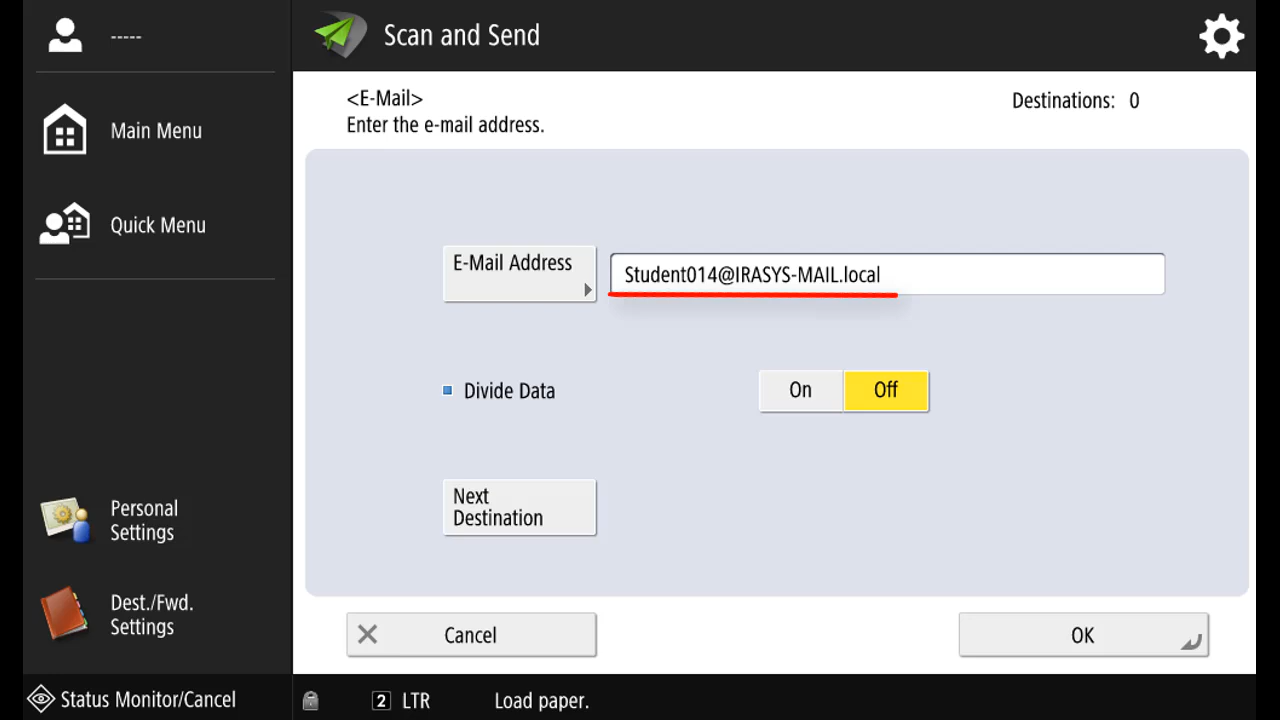 -----
Main Menu
Quick Menu
Personal
Settings
Dest./Fwd.
Settings
Status Monitor/Cancel
Scan and Send
<E-Mail>
Enter the e-mail address.
Destinations: 0
E-Mail Address
Student014@IRASYS-MAIL.local
Divide Data
On
Off
Next
Destination
Cancel
OK
2 LTR
Load paper.